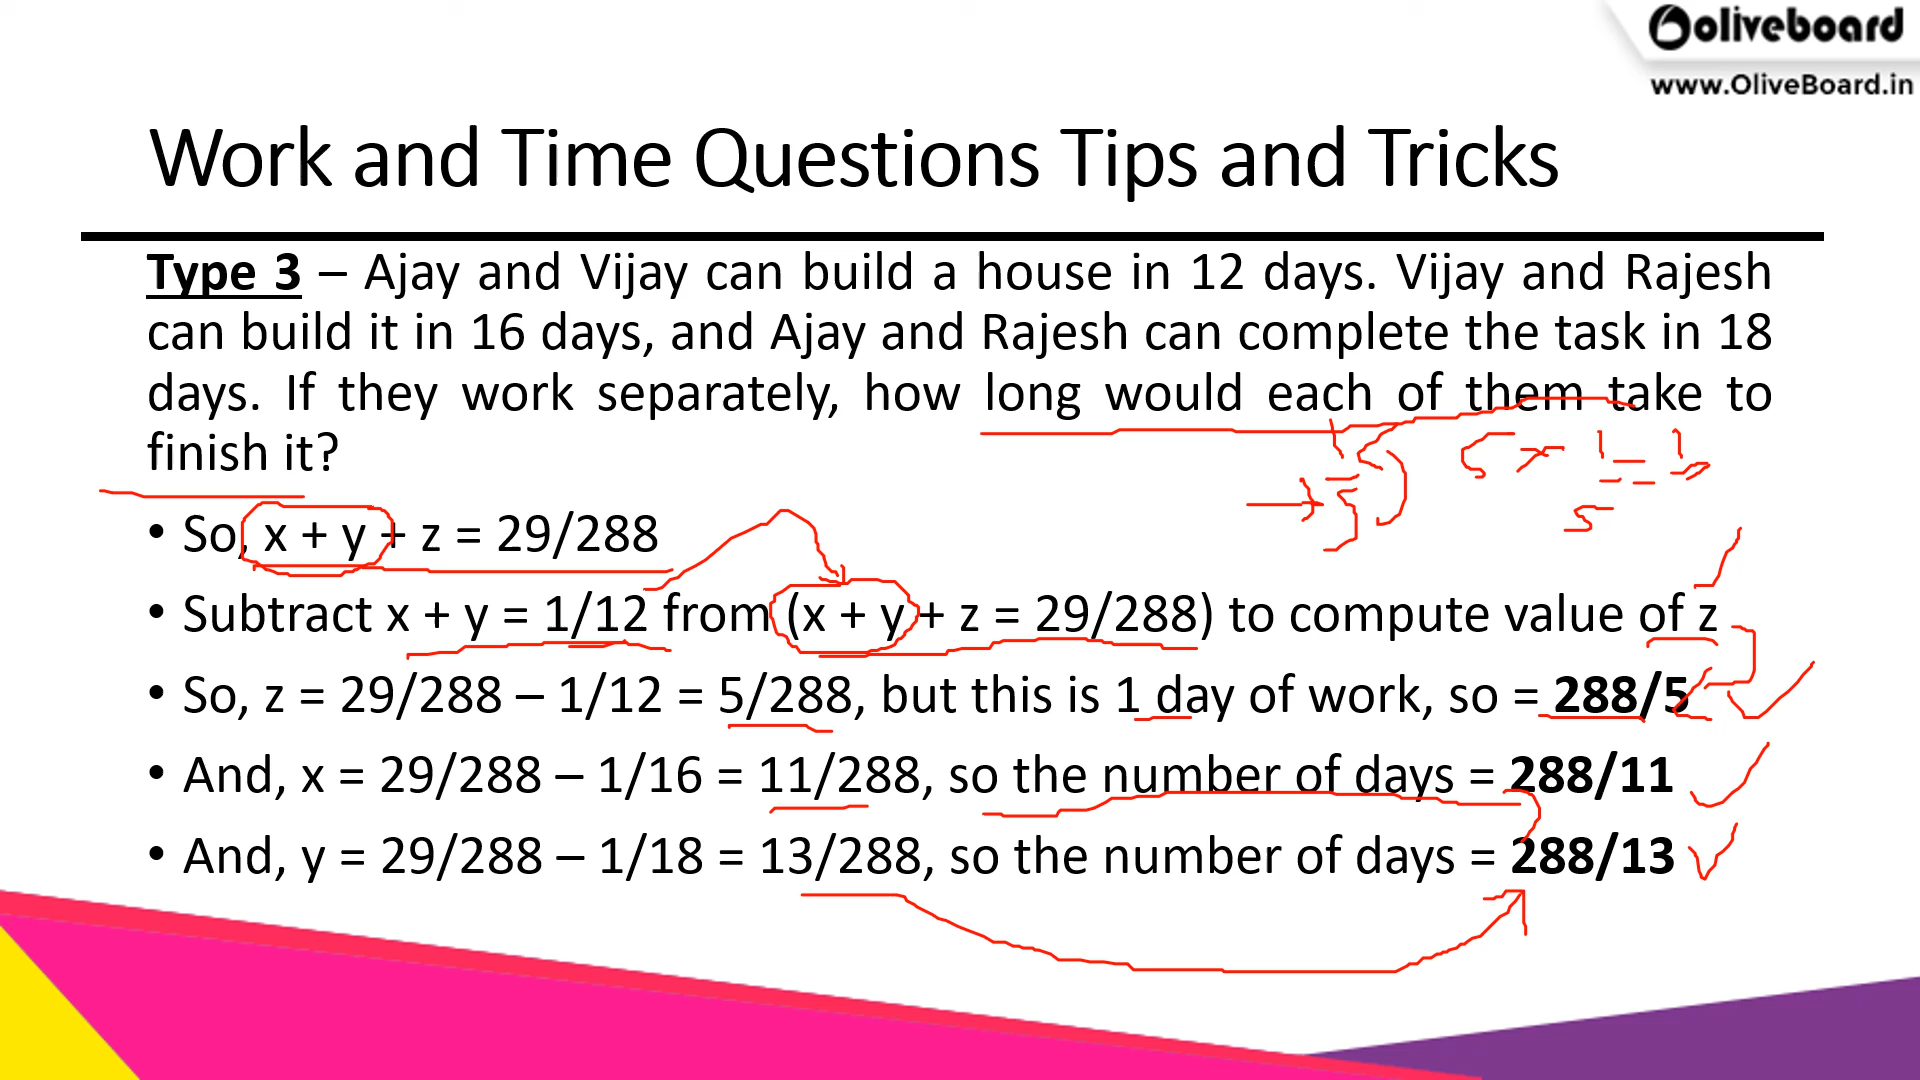 oliveboard
www.OliveBoard.in
Work and Time Questions Tips and Tricks
Type 3 – Ajay and Vijay can build a house in 12 days. Vijay and Rajesh
can build it in 16 days, and Ajay and Rajesh can complete the task in 18
days. If they work separately, how long would each of them take to
finish it?
• So, x + y + z = 29/288
• Subtract x + y = 1/12 from (x + y + z = 29/288) to compute value of z
• So, z = 29/288 – 1/12 = 5/288, but this is 1 day of work, so = 288/5
• And, x = 29/288 – 1/16 = 11/288, so the number of days = 288/11
• And, y = 29/288 – 1/18 = 13/288, so the number of days = 288/13